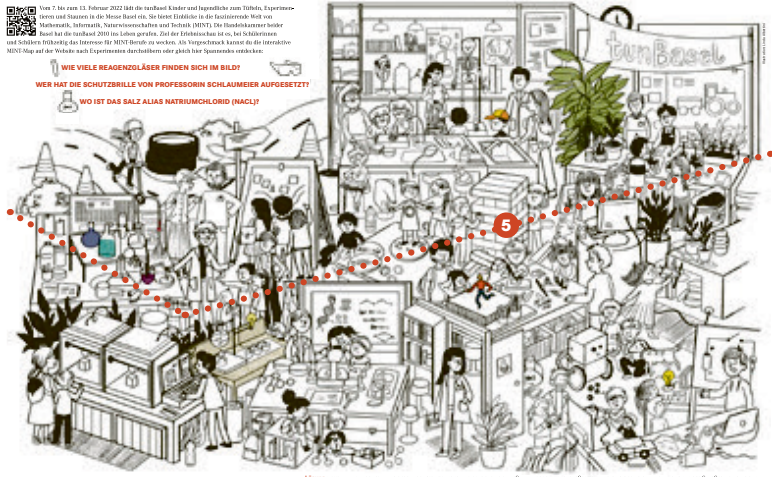 Vom 7. bis zum 13. Februar 2022 lädt die tunBasel Kinder und Jugendliche zum Tüfteln, Experimen-
tieren und Staunen in die Messe Basel ein. Sie bietet Einblicke in die faszinierende Welt von
Mathematik, Informatik, Naturwissenschaften und Technik (MINT). Die Handelskammer beider
Basel hat die tunBasel 2010 ins Leben gerufen. Ziel der Erlebnisschau ist es, bei Schülerinnen
und Schülern frühzeitig das Interesse für MINT-Berufe zu wecken. Als Vorgeschmack kannst du die interaktive
MINT-Map auf der Website nach Experimenten durchstöbern oder gleich hier Spannendes entdecken:
WIE VIELE REAGENZGLÄSER FINDEN SICH IM BILD?
WER HAT DIE SCHUTZBRILLE VON PROFESSORIN SCHLAUMEIER AUFGESETZT?
WO IST DAS SALZ ALIAS NATRIUMCHLORID (NACL)?
tunBasel
5